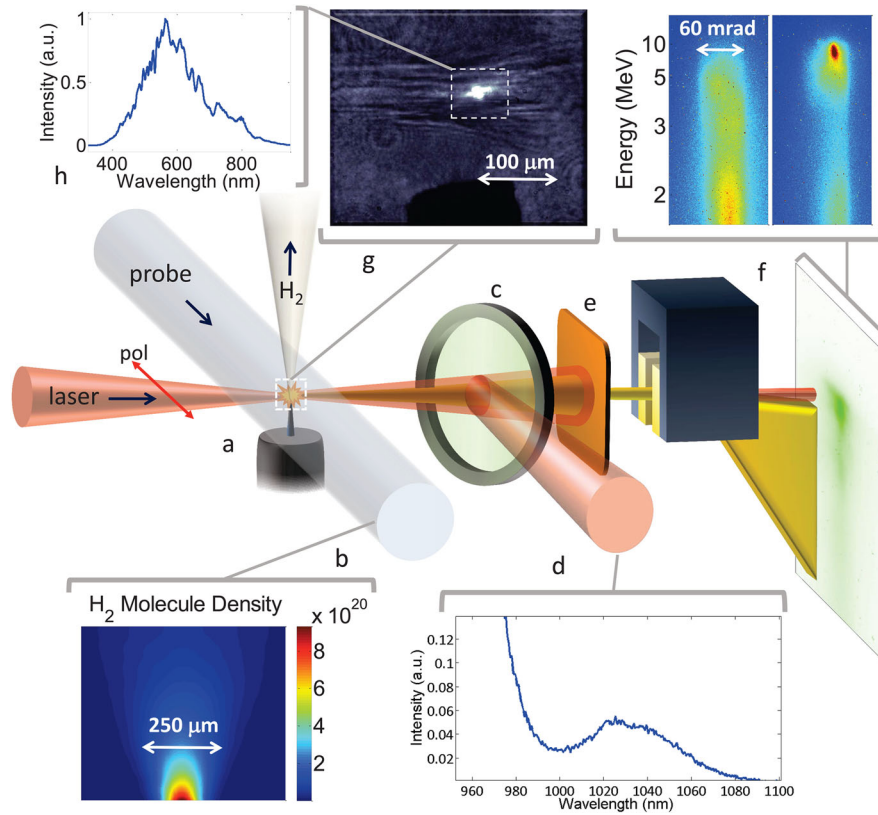 1
0.5
0
Intensity (a.u.)
400 600 800
Wavelength (nm)
h
100 μm
g
60 mrad
10
5
3
2
Energy (MeV)
f
probe
H₂
pol
laser
a
b
c
e
d
H₂ Molecule Density
x 10²⁰
8
6
4
2
250 μm
0.12
0.1
0.08
0.06
0.04
0.02
Intensity (a.u.)
960 980 1000 1020 1040 1060 1080 1100
Wavelength (nm)